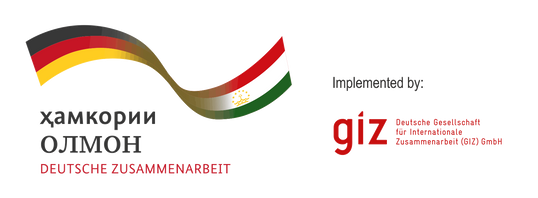 ҳамкории
ОЛМОН
DEUTSCHE ZUSAMMENARBEIT
Implemented by:
giz
Deutsche Gesellschaft
für Internationale
Zusammenarbeit (GIZ) GmbH